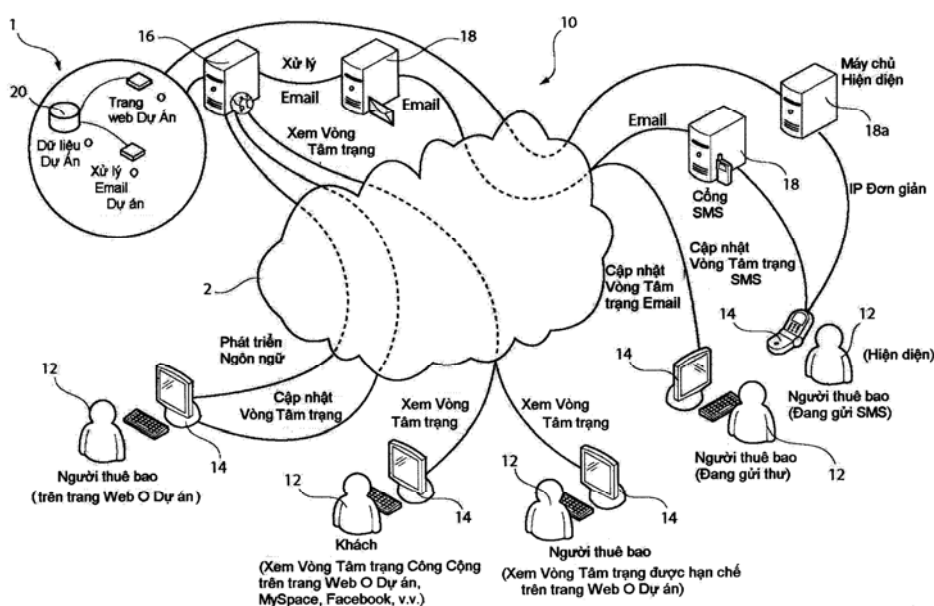 1
16
18
10
20
Trang
web Dự Án
Dữ liệu
Dự Án
Xử lý
Email
Dự án
Xử lý
Email
Email
Xem Vòng
Tâm trạng
Máy chủ
Hiện diện
18a
Email
18
Cổng
SMS
IP Đơn giản
2
Cập nhật
Vòng Tâm
trạng Email
Cập nhật
Vòng Tâm trạng
SMS
14
12
(Hiện diện)
Người thuê bao
(Đang gửi SMS)
Phát triển
Ngôn ngữ
12
Cập nhật
Vòng Tâm trạng
14
Người thuê bao
(trên trang Web O Dự án)
Xem Vòng
Tâm trạng
12
14
Khách
(Xem Vòng Tâm trạng Công Cộng
trên trang Web O Dự án,
MySpace, Facebook, v.v.)
Xem Vòng
Tâm trạng
12
14
Người thuê bao
(Xem Vòng Tâm trạng được hạn chế
trên trang Web O Dự án)
14
Người thuê bao
(Đang gửi thư)
12